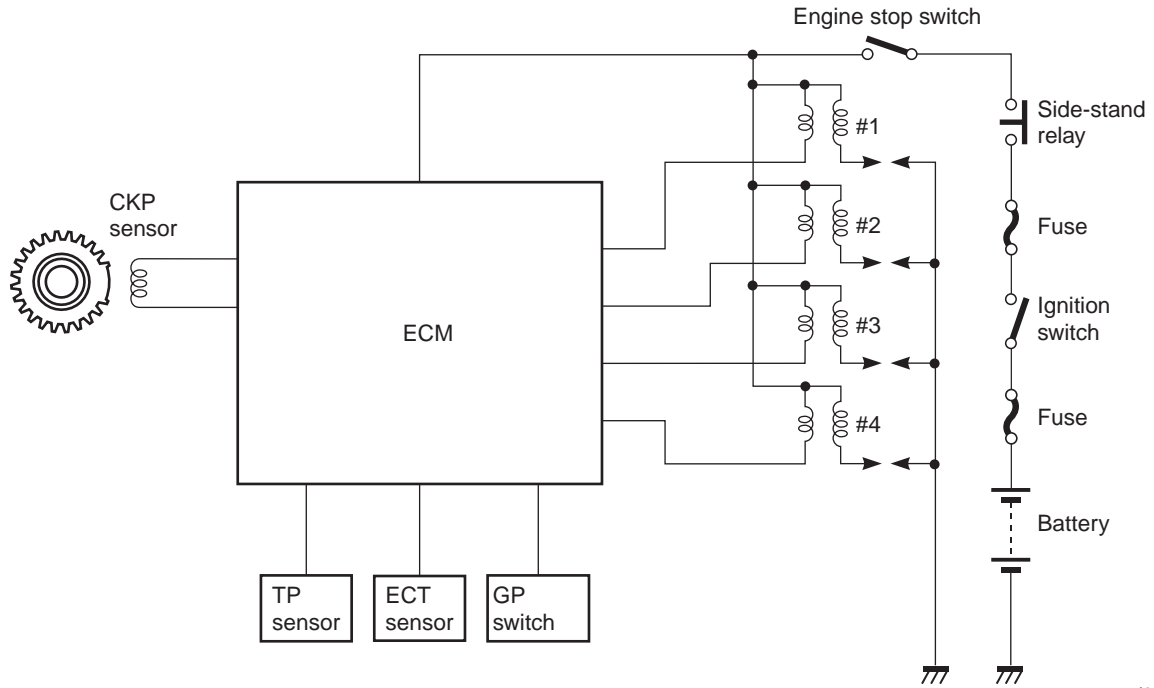 Engine stop switch
#1
Side-stand
relay
CKP
sensor
#2
Fuse
Ignition
switch
#3
ECM
#4
Fuse
Battery
TP
sensor
ECT
sensor
GP
switch